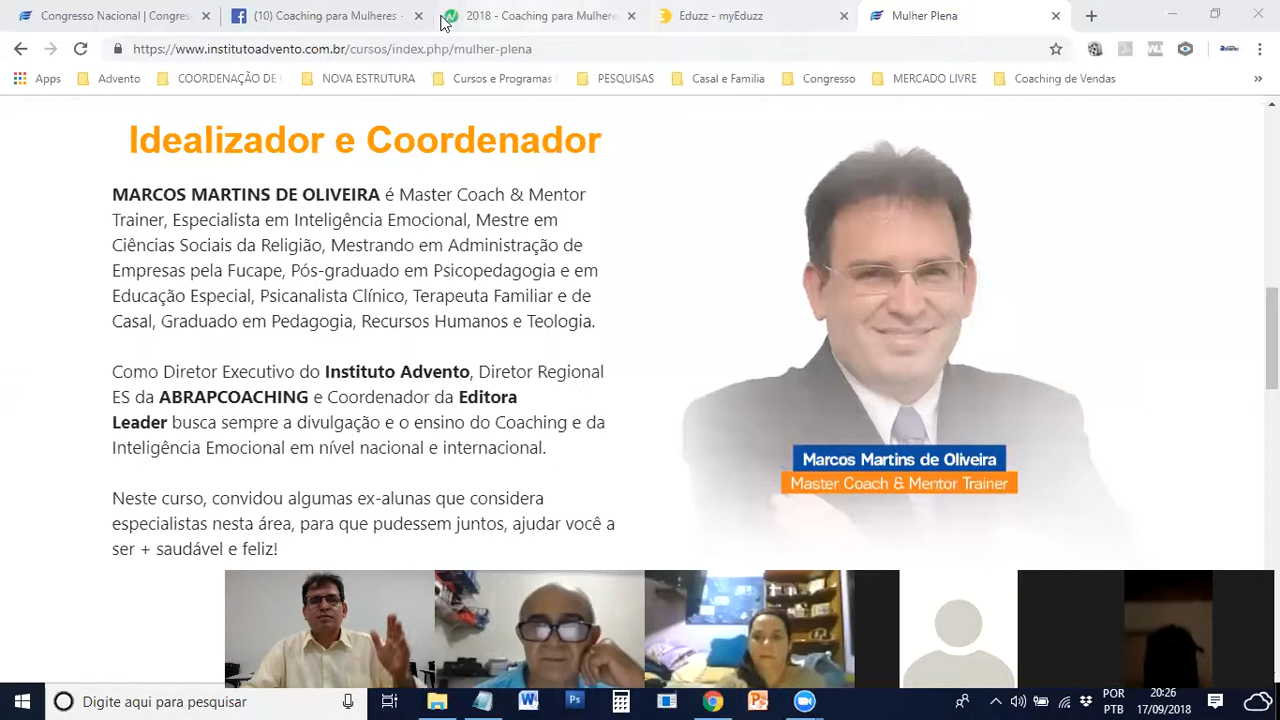 Congresso Nacional | Congres
(10) Coaching para Mulheres -
2018 - Coaching para Mulhere
Eduzz - myEduzz
Mulher Plena
https://www.institutoadvento.com.br/cursos/index.php/mulher-plena
Apps
Advento
COORDENAÇÃO DE
NOVA ESTRUTURA
Cursos e Programas
PESQUISAS
Casal e Familia
Congresso
MERCADO LIVRE
Coaching de Vendas
Idealizador e Coordenador
MARCOS MARTINS DE OLIVEIRA é Master Coach & Mentor
Trainer, Especialista em Inteligência Emocional, Mestre em
Ciências Sociais da Religião, Mestrando em Administração de
Empresas pela Fucape, Pós-graduado em Psicopedagogia e em
Educação Especial, Psicanalista Clínico, Terapeuta Familiar e de
Casal, Graduado em Pedagogia, Recursos Humanos e Teologia.
Como Diretor Executivo do Instituto Advento, Diretor Regional
ES da ABRAPCOACHING e Coordenador da Editora
Leader busca sempre a divulgação e o ensino do Coaching e da
Inteligência Emocional em nível nacional e internacional.
Neste curso, convidou algumas ex-alunas que considera
especialistas nesta área, para que pudessem juntos, ajudar você a
ser + saudável e feliz!
Marcos Martins de Oliveira
Master Coach & Mentor Trainer
Digite aqui para pesquisar
POR
PTB
20:26
17/09/2018